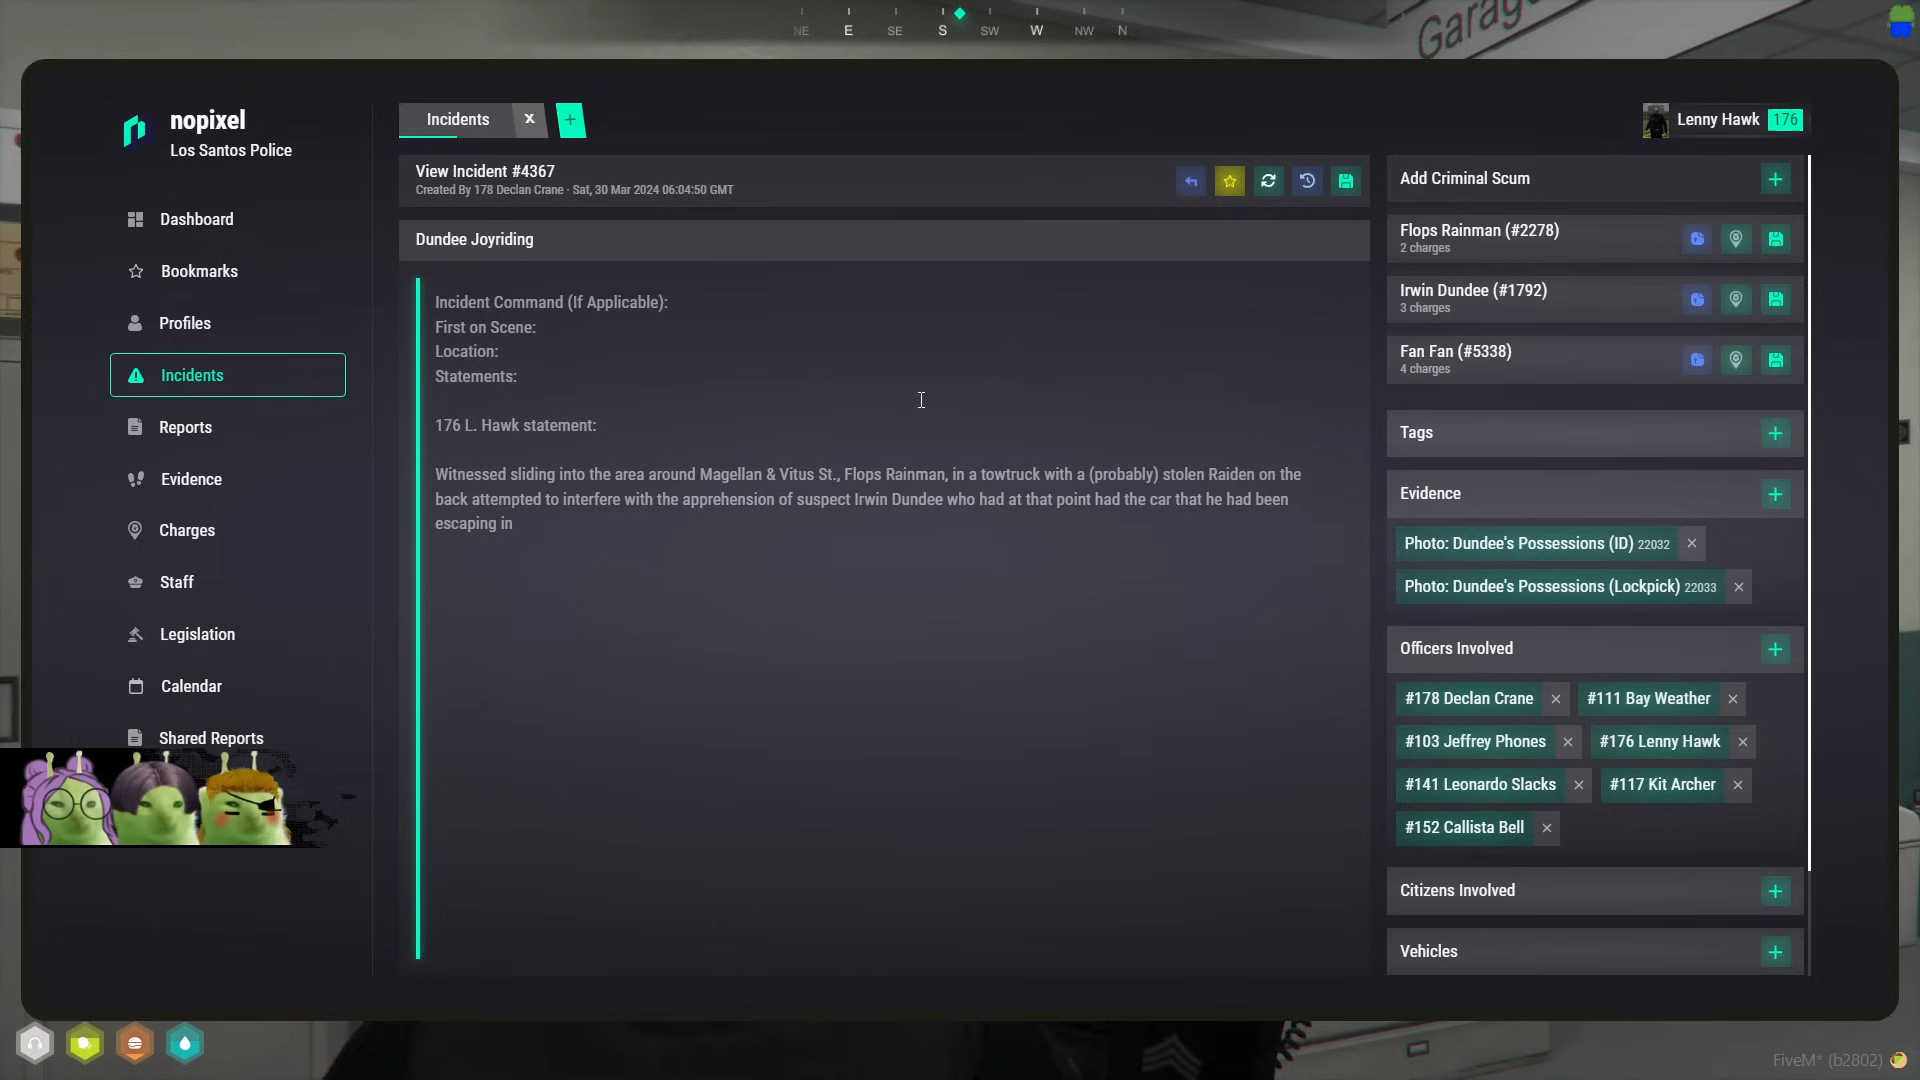 NE E SE S SW W NW N
Garag
nopixel
Los Santos Police
Incidents x +
Lenny Hawk 176
View Incident #4367
Created By 178 Declan Crane · Sat, 30 Mar 2024 06:04:50 GMT
Dundee Joyriding
Dashboard
Bookmarks
Profiles
Incidents
Reports
Evidence
Charges
Staff
Legislation
Calendar
Shared Reports
Incident Command (If Applicable):
First on Scene:
Location:
Statements:
176 L. Hawk statement:
Witnessed sliding into the area around Magellan & Vitus St., Flops Rainman, in a towtruck with a (probably) stolen Raiden on the
back attempted to interfere with the apprehension of suspect Irwin Dundee who had at that point had the car that he had been
escaping in
Add Criminal Scum +
Flops Rainman (#2278)
2 charges
Irwin Dundee (#1792)
3 charges
Fan Fan (#5338)
4 charges
Tags +
Evidence +
Photo: Dundee's Possessions (ID) 22032 ×
Photo: Dundee's Possessions (Lockpick) 22033 ×
Officers Involved +
#178 Declan Crane × #111 Bay Weather ×
#103 Jeffrey Phones × #176 Lenny Hawk ×
#141 Leonardo Slacks × #117 Kit Archer ×
#152 Callista Bell ×
Citizens Involved +
Vehicles +
FiveM* (b2802)